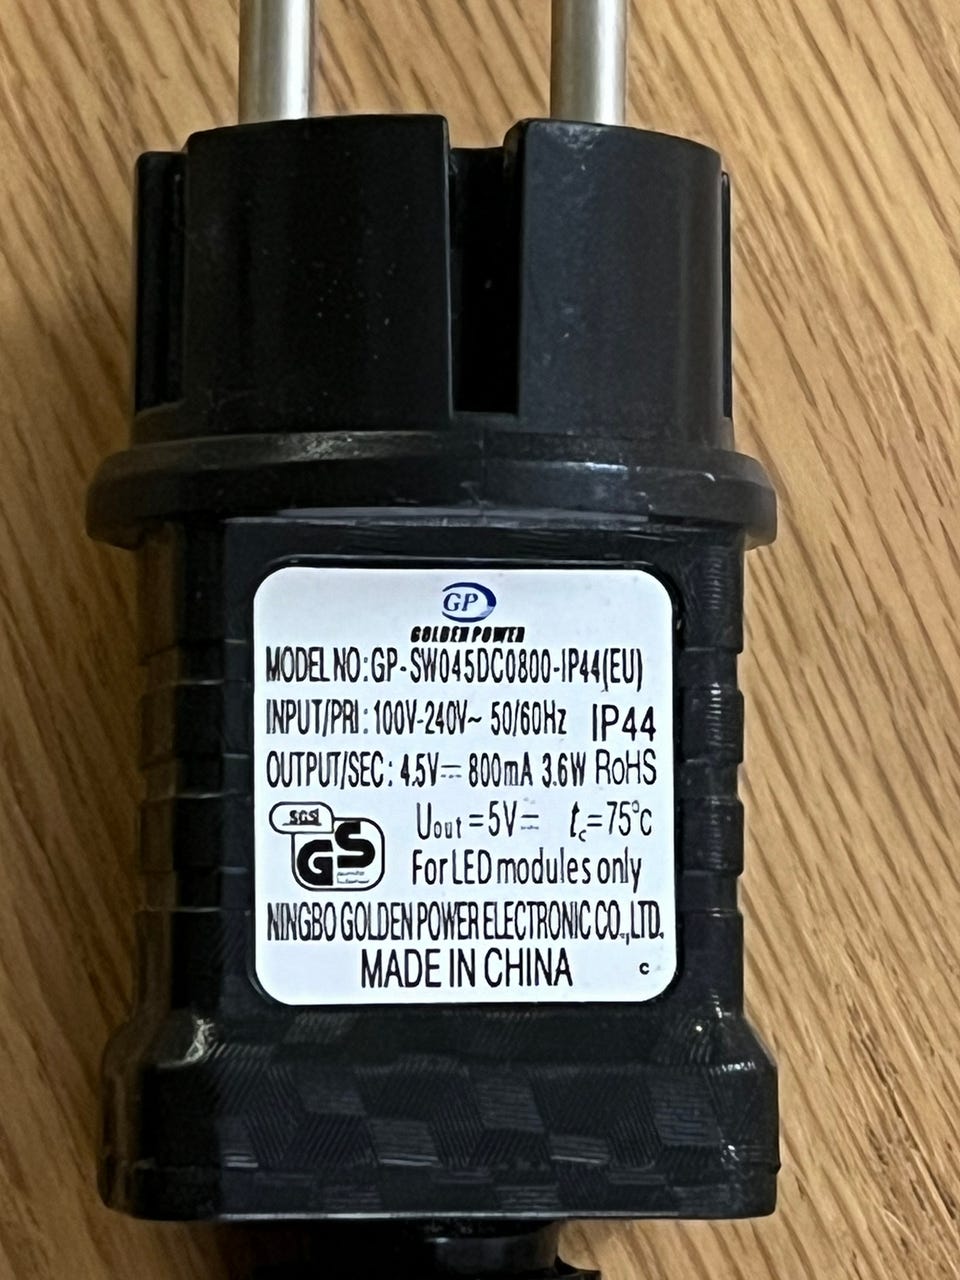 GP
GOLDEN POWER
MODEL NO: GP-SW045DC0800-IP44(EU)
INPUT/PRI: 100V-240V~ 50/60Hz IP44
OUTPUT/SEC: 4.5V⎓ 800mA 3.6W RoHS
SGS
GS
Uout=5V⎓ tc=75°c
For LED modules only
NINGBO GOLDEN POWER ELECTRONIC CO.,LTD.
MADE IN CHINA c